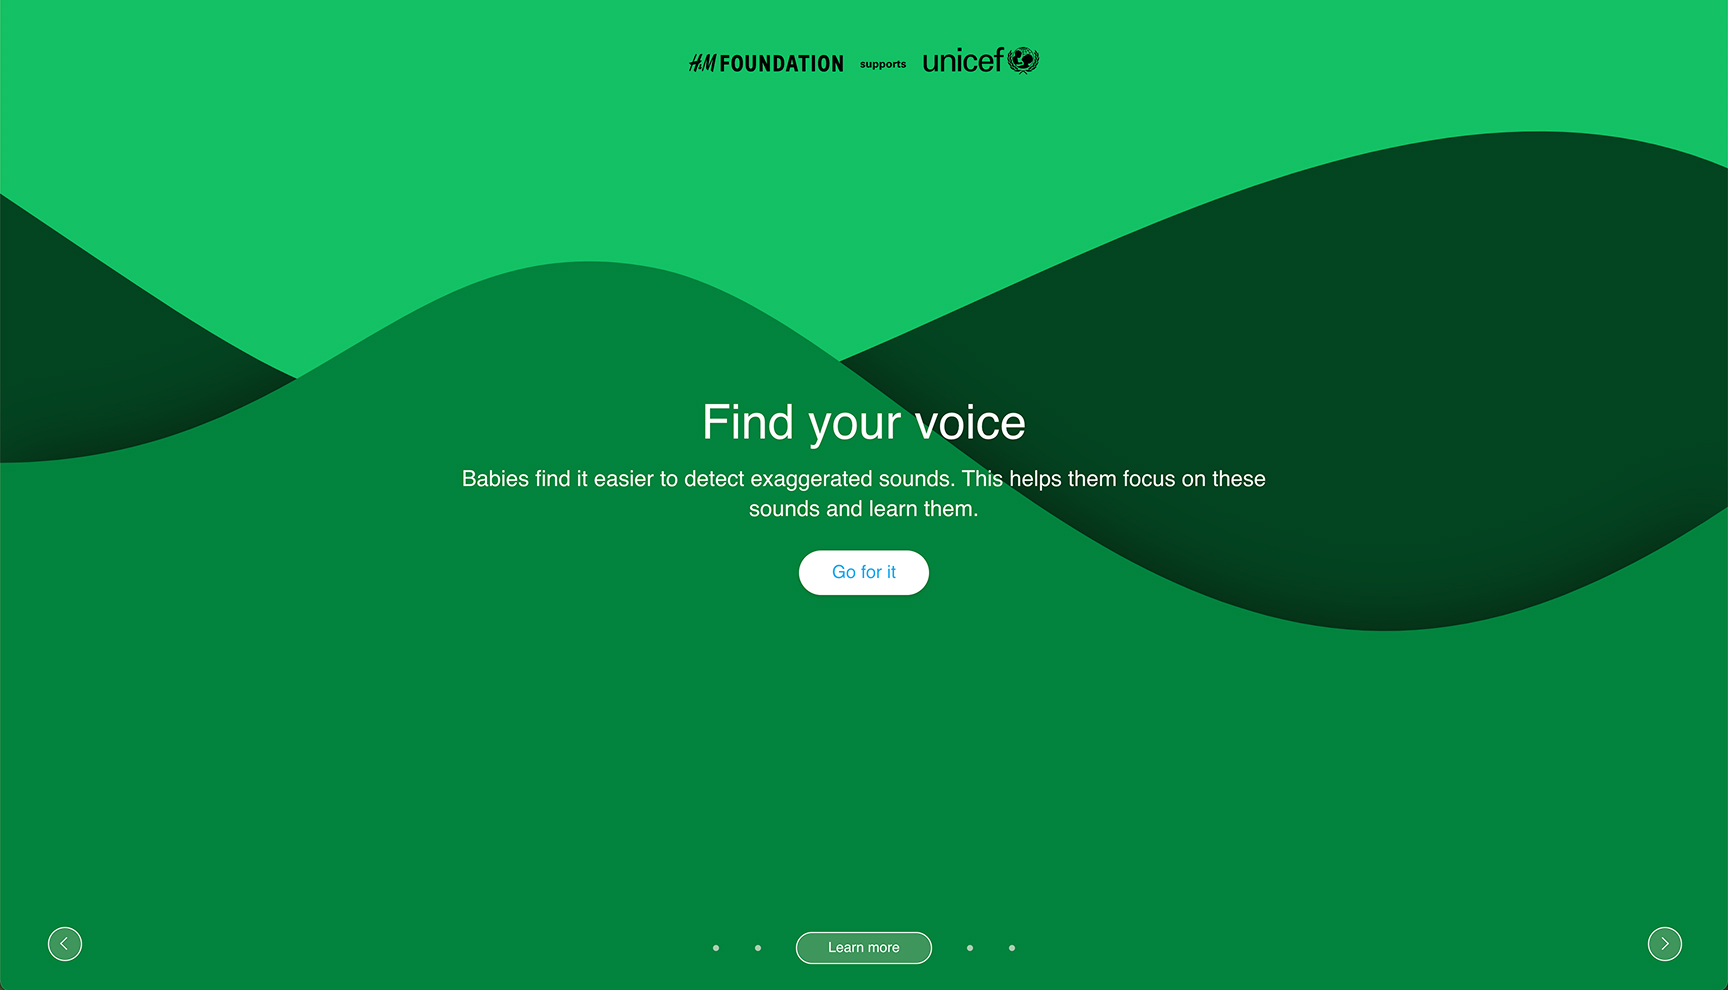 H&M FOUNDATION supports unicef
Find your voice
Babies find it easier to detect exaggerated sounds. This helps them focus on these
sounds and learn them.
Go for it
Learn more